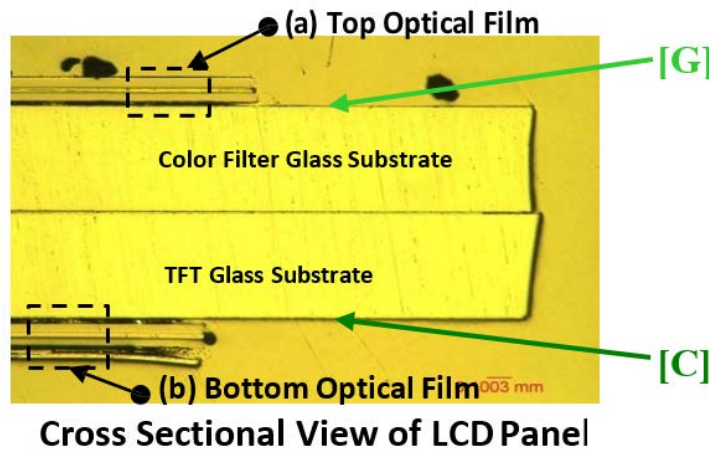 (a) Top Optical Film
[G]
Color Filter Glass Substrate
TFT Glass Substrate
[C]
mm
(b) Bottom Optical Film
Cross Sectional View of LCD Panel